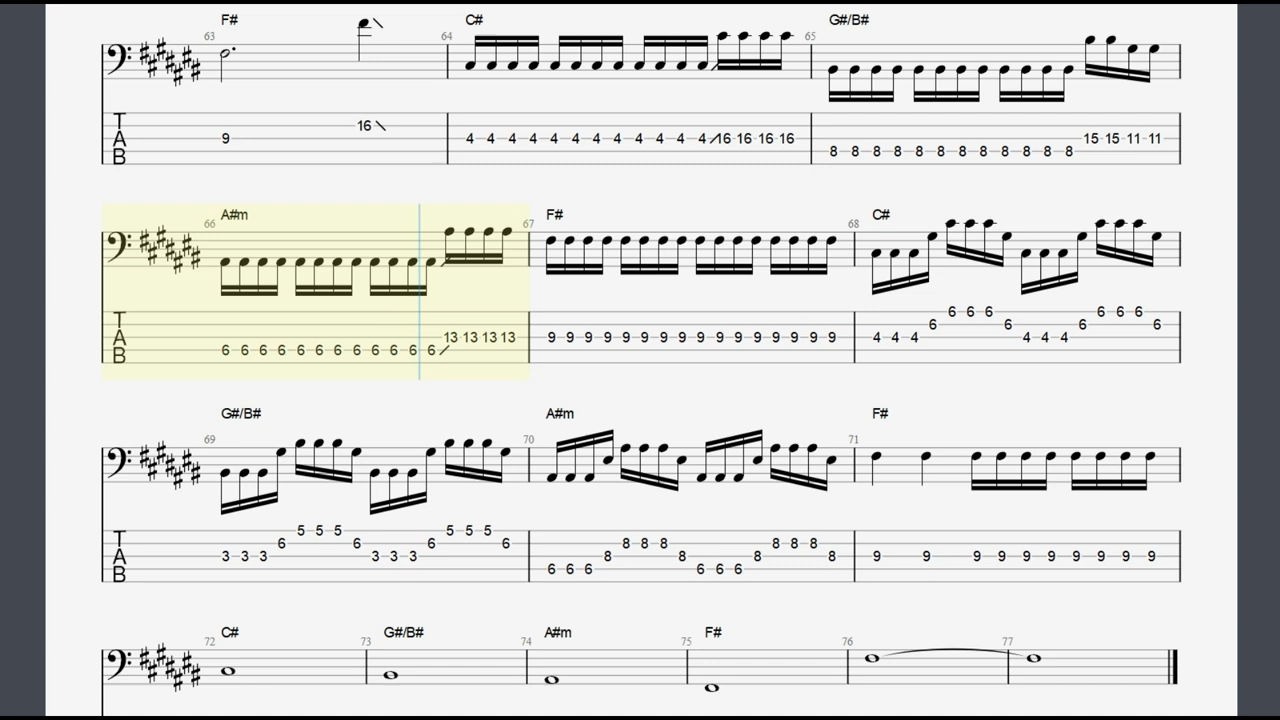 F# C# G#/B#
63 64 65
T A B 9 16 4 4 4 4 4 4 4 4 4 4 4 4 16 16 16 16 8 8 8 8 8 8 8 8 8 8 8 8 15 15 11 11
A#m F# C#
66 67 68
T A B 6 6 6 6 6 6 6 6 6 6 6 6 13 13 13 13 9 9 9 9 9 9 9 9 9 9 9 9 9 9 9 9 4 4 4 6 6 6 6 6 4 4 4 6 6 6 6 6
G#/B# A#m F#
69 70 71
T A B 3 3 3 6 5 5 5 6 3 3 3 6 5 5 5 6 6 6 6 8 8 8 8 8 6 6 6 8 8 8 8 8 9 9 9 9 9 9 9 9 9 9
C# G#/B# A#m F#
72 73 74 75 76 77